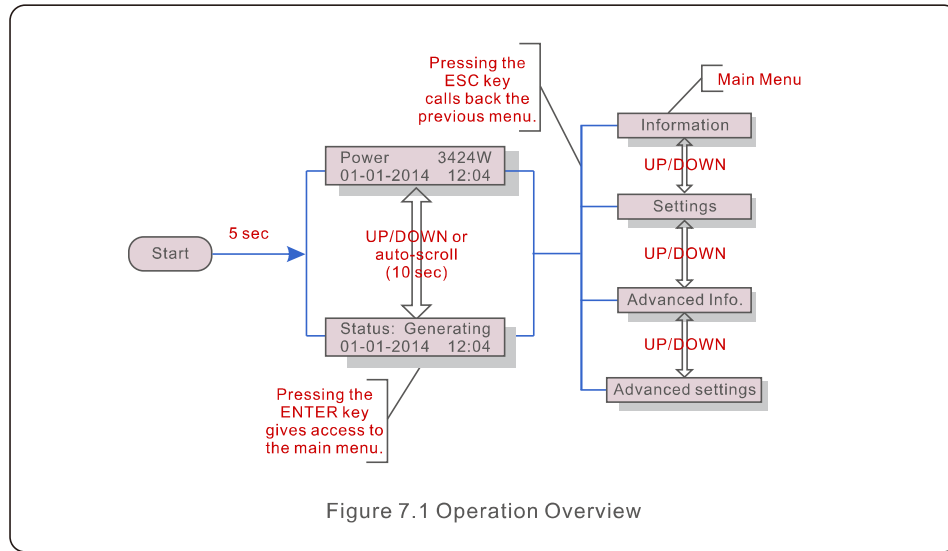 Pressing the
ESC key
calls back the
previous menu.
Main Menu
Information
UP/DOWN
Settings
UP/DOWN
Advanced Info.
UP/DOWN
Advanced settings
Start
5 sec
Power 3424W
01-01-2014 12:04
UP/DOWN or
auto-scroll
(10 sec)
Status: Generating
01-01-2014 12:04
Pressing the
ENTER key
gives access to
the main menu.
Figure 7.1 Operation Overview